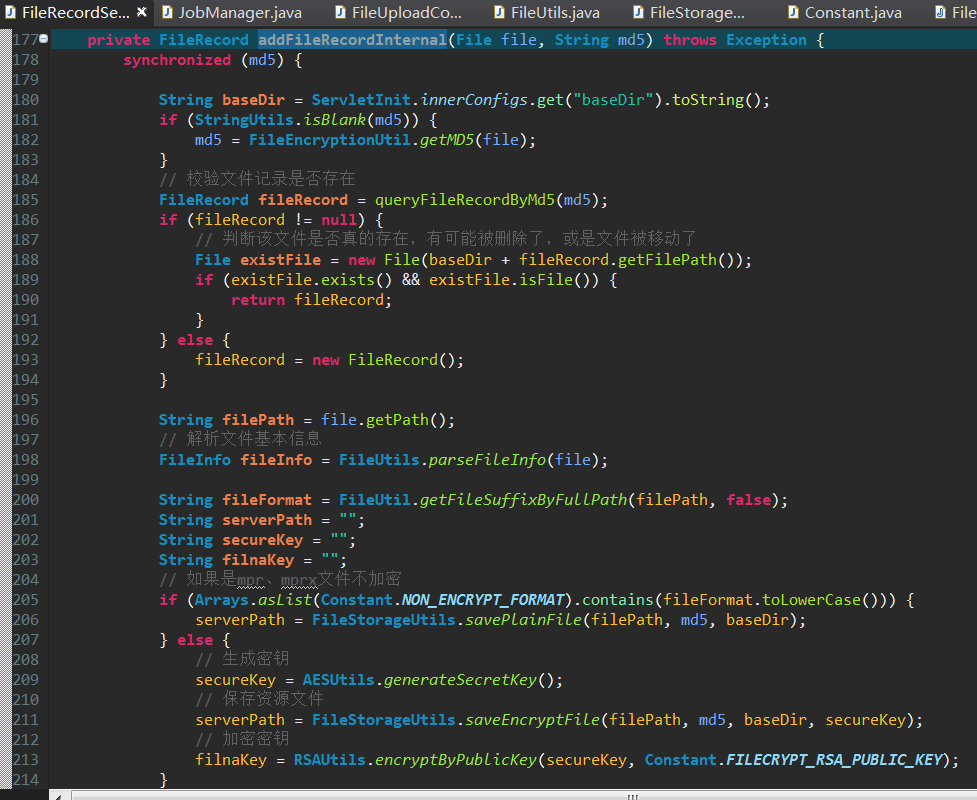 FileRecordSe... JobManager.java FileUploadCo... FileUtils.java FileStorage... Constant.java File
177 private FileRecord addFileRecordInternal(File file, String md5) throws Exception {
178 synchronized (md5) {
179
180 String baseDir = ServletInit.innerConfigs.get("baseDir").toString();
181 if (StringUtils.isBlank(md5)) {
182 md5 = FileEncryptionUtil.getMD5(file);
183 }
184 // 校验文件记录是否存在
185 FileRecord fileRecord = queryFileRecordByMd5(md5);
186 if (fileRecord != null) {
187 // 判断该文件是否真的存在，有可能被删除了，或是文件被移动了
188 File existFile = new File(baseDir + fileRecord.getFilePath());
189 if (existFile.exists() && existFile.isFile()) {
190 return fileRecord;
191 }
192 } else {
193 fileRecord = new FileRecord();
194 }
195
196 String filePath = file.getPath();
197 // 解析文件基本信息
198 FileInfo fileInfo = FileUtils.parseFileInfo(file);
199
200 String fileFormat = FileUtil.getFileSuffixByFullPath(filePath, false);
201 String serverPath = "";
202 String secureKey = "";
203 String filnaKey = "";
204 // 如果是mpr、mprx文件不加密
205 if (Arrays.asList(Constant.NON_ENCRYPT_FORMAT).contains(fileFormat.toLowerCase())) {
206 serverPath = FileStorageUtils.savePlainFile(filePath, md5, baseDir);
207 } else {
208 // 生成密钥
209 secureKey = AESUtils.generateSecretKey();
210 // 保存资源文件
211 serverPath = FileStorageUtils.saveEncryptFile(filePath, md5, baseDir, secureKey);
212 // 加密密钥
213 filnaKey = RSAUtils.encryptByPublicKey(secureKey, Constant.FILECRYPT_RSA_PUBLIC_KEY);
214 }